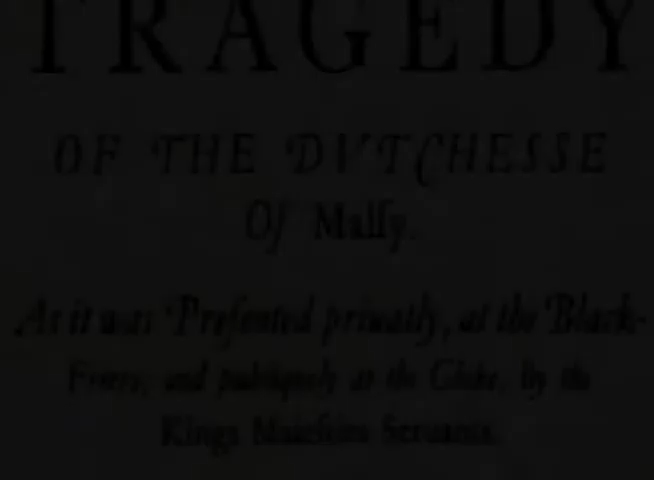 TRAGEDY
OF THE DVTCHESSE
Of Malfy.
As it was Preſented priuatly, at the Black-
Friers; and publiquely at the Globe, by the
Kings Maieſties Seruants.